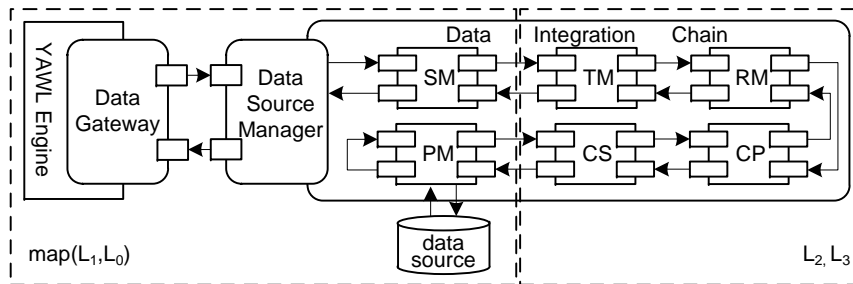 Data Integration Chain
YAWL Engine
Data
Gateway
Data
Source
Manager
SM
TM
RM
PM
CS
CP
data
source
map(L₁,L₀)
L₂, L₃